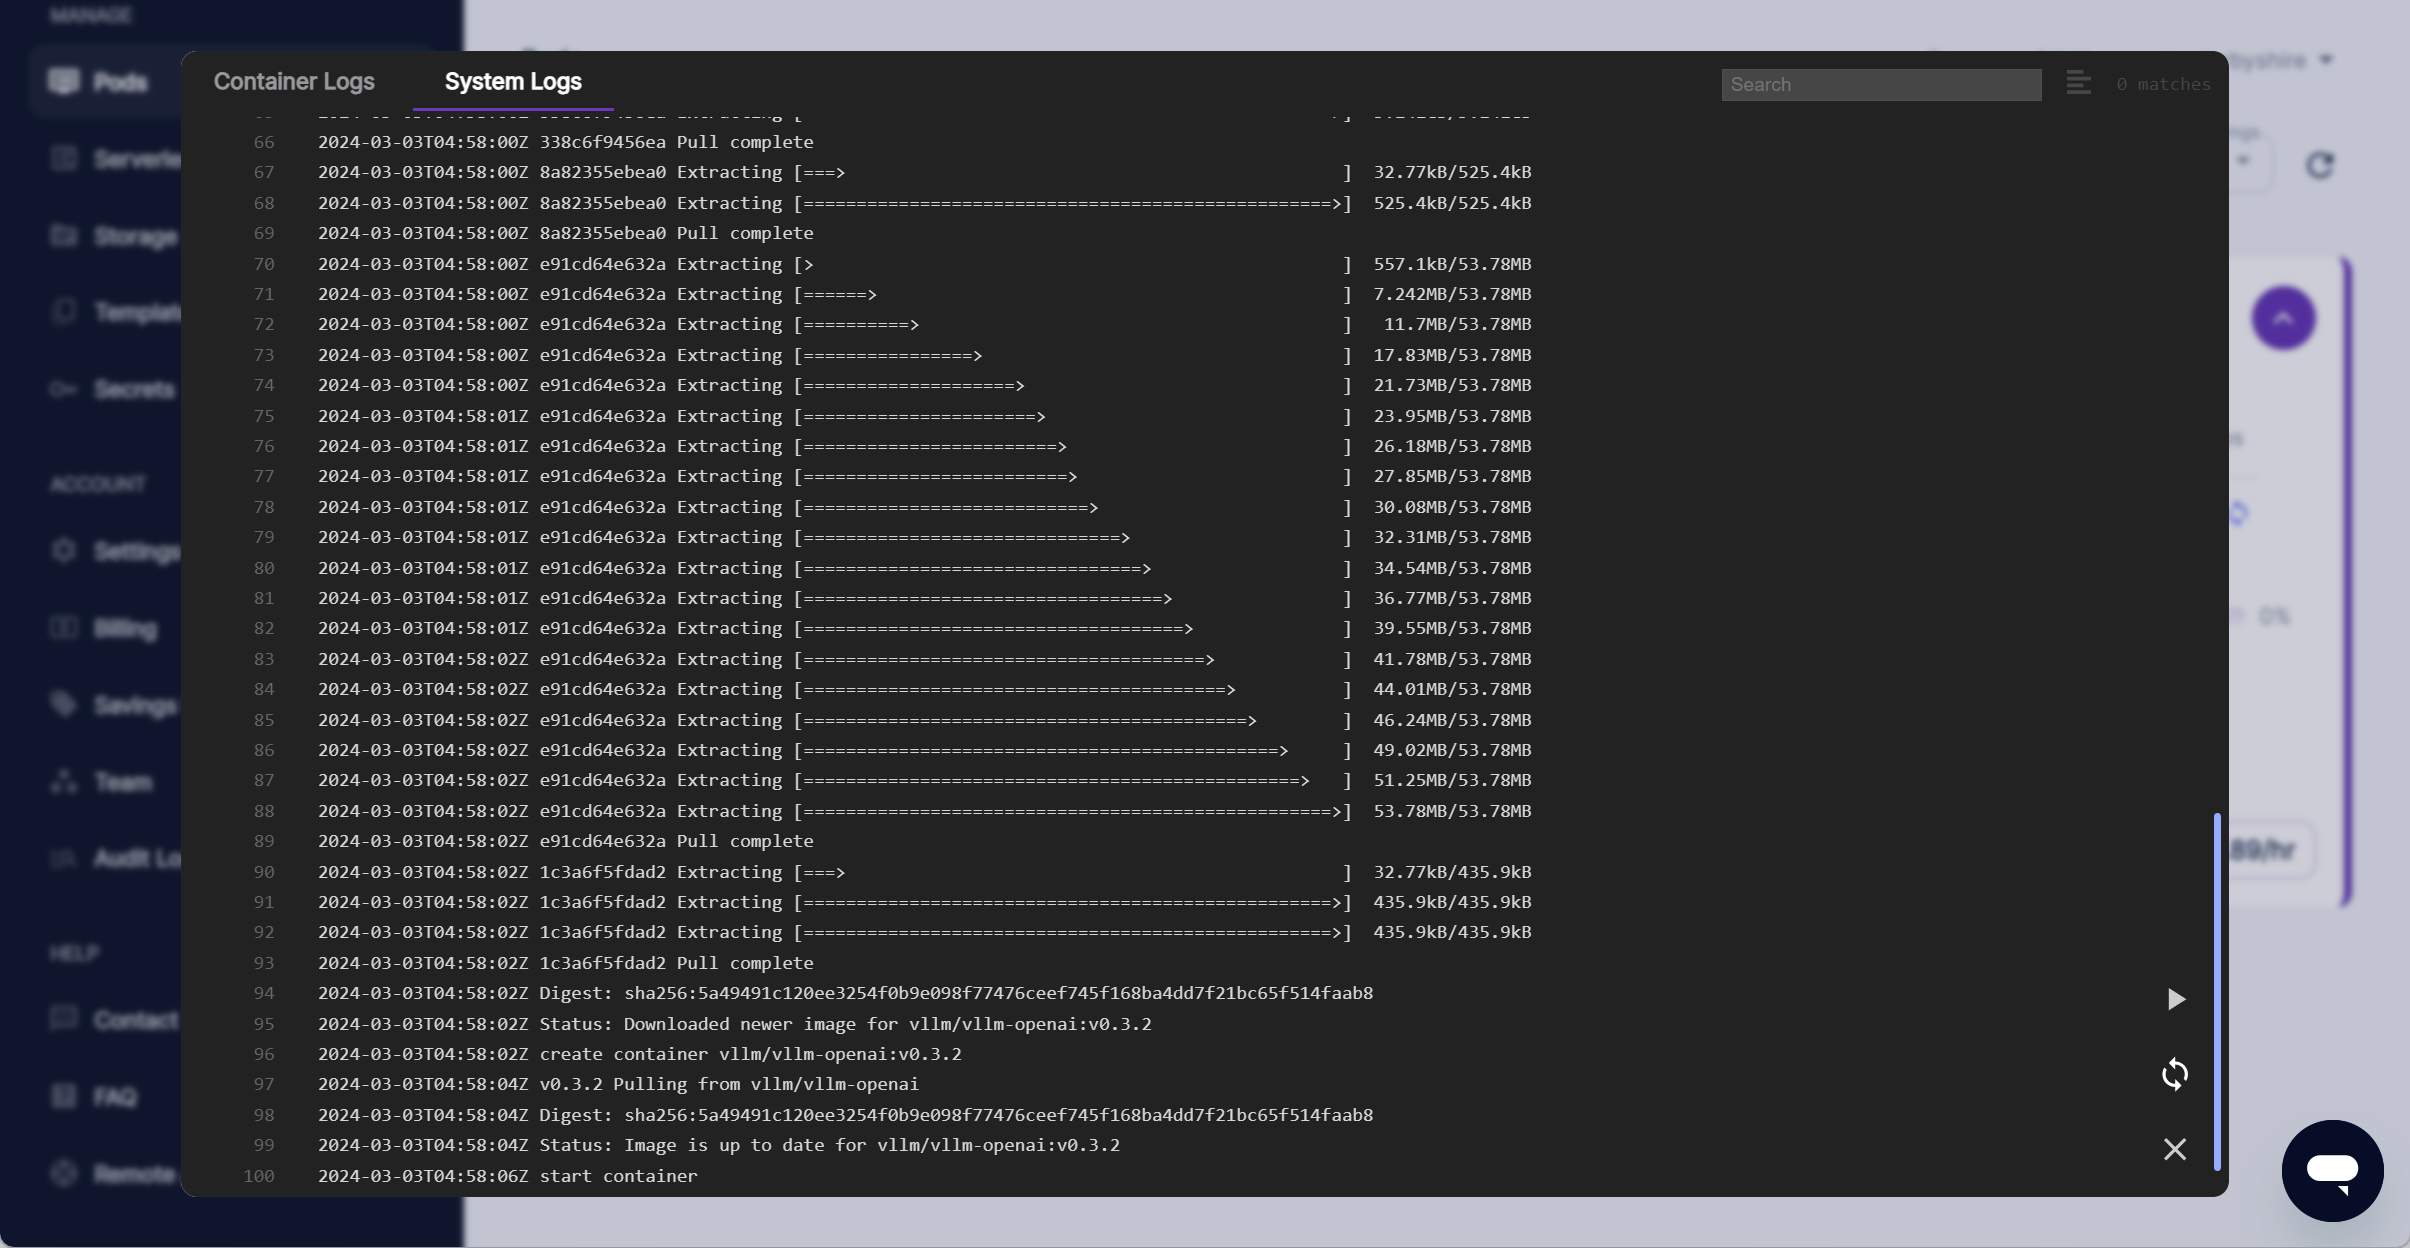 MANAGE
Pods
Storage
Secrets
ACCOUNT
Settings
Billing
Savings
Team
HELP
Contact
FAQ
Remote
Container Logs
System Logs
Search
0 matches
66 2024-03-03T04:58:00Z 338c6f9456ea Pull complete
67 2024-03-03T04:58:00Z 8a82355ebea0 Extracting [===> ] 32.77kB/525.4kB
68 2024-03-03T04:58:00Z 8a82355ebea0 Extracting [==================================================>] 525.4kB/525.4kB
69 2024-03-03T04:58:00Z 8a82355ebea0 Pull complete
70 2024-03-03T04:58:00Z e91cd64e632a Extracting [> ] 557.1kB/53.78MB
71 2024-03-03T04:58:00Z e91cd64e632a Extracting [======> ] 7.242MB/53.78MB
72 2024-03-03T04:58:00Z e91cd64e632a Extracting [==========> ] 11.7MB/53.78MB
73 2024-03-03T04:58:00Z e91cd64e632a Extracting [================> ] 17.83MB/53.78MB
74 2024-03-03T04:58:00Z e91cd64e632a Extracting [====================> ] 21.73MB/53.78MB
75 2024-03-03T04:58:01Z e91cd64e632a Extracting [======================> ] 23.95MB/53.78MB
76 2024-03-03T04:58:01Z e91cd64e632a Extracting [========================> ] 26.18MB/53.78MB
77 2024-03-03T04:58:01Z e91cd64e632a Extracting [=========================> ] 27.85MB/53.78MB
78 2024-03-03T04:58:01Z e91cd64e632a Extracting [===========================> ] 30.08MB/53.78MB
79 2024-03-03T04:58:01Z e91cd64e632a Extracting [==============================> ] 32.31MB/53.78MB
80 2024-03-03T04:58:01Z e91cd64e632a Extracting [================================> ] 34.54MB/53.78MB
81 2024-03-03T04:58:01Z e91cd64e632a Extracting [==================================> ] 36.77MB/53.78MB
82 2024-03-03T04:58:01Z e91cd64e632a Extracting [====================================> ] 39.55MB/53.78MB
83 2024-03-03T04:58:02Z e91cd64e632a Extracting [======================================> ] 41.78MB/53.78MB
84 2024-03-03T04:58:02Z e91cd64e632a Extracting [========================================> ] 44.01MB/53.78MB
85 2024-03-03T04:58:02Z e91cd64e632a Extracting [==========================================> ] 46.24MB/53.78MB
86 2024-03-03T04:58:02Z e91cd64e632a Extracting [=============================================> ] 49.02MB/53.78MB
87 2024-03-03T04:58:02Z e91cd64e632a Extracting [===============================================> ] 51.25MB/53.78MB
88 2024-03-03T04:58:02Z e91cd64e632a Extracting [==================================================>] 53.78MB/53.78MB
89 2024-03-03T04:58:02Z e91cd64e632a Pull complete
90 2024-03-03T04:58:02Z 1c3a6f5fdad2 Extracting [===> ] 32.77kB/435.9kB
91 2024-03-03T04:58:02Z 1c3a6f5fdad2 Extracting [==================================================>] 435.9kB/435.9kB
92 2024-03-03T04:58:02Z 1c3a6f5fdad2 Extracting [==================================================>] 435.9kB/435.9kB
93 2024-03-03T04:58:02Z 1c3a6f5fdad2 Pull complete
94 2024-03-03T04:58:02Z Digest: sha256:5a49491c120ee3254f0b9e098f77476ceef745f168ba4dd7f21bc65f514faab8
95 2024-03-03T04:58:02Z Status: Downloaded newer image for vllm/vllm-openai:v0.3.2
96 2024-03-03T04:58:02Z create container vllm/vllm-openai:v0.3.2
97 2024-03-03T04:58:04Z v0.3.2 Pulling from vllm/vllm-openai
98 2024-03-03T04:58:04Z Digest: sha256:5a49491c120ee3254f0b9e098f77476ceef745f168ba4dd7f21bc65f514faab8
99 2024-03-03T04:58:04Z Status: Image is up to date for vllm/vllm-openai:v0.3.2
100 2024-03-03T04:58:06Z start container
0%